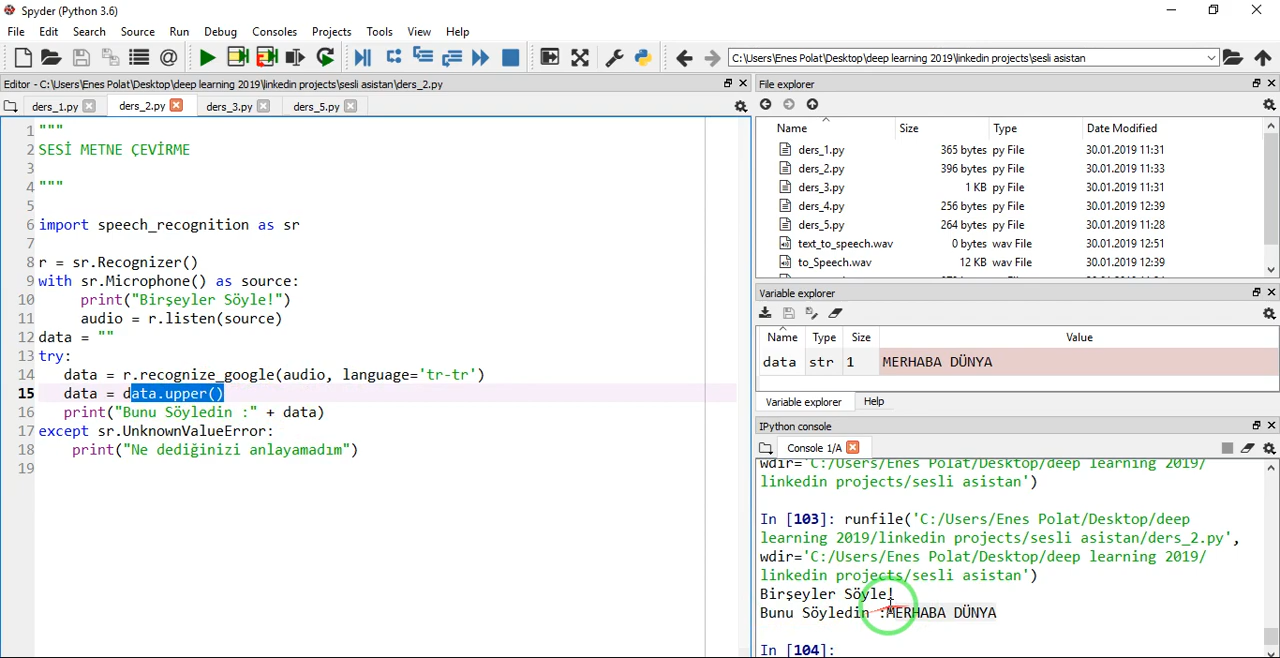 Spyder (Python 3.6)
File Edit Search Source Run Debug Consoles Projects Tools View Help
C:\Users\Enes Polat\Desktop\deep learning 2019\linkedin projects\sesli asistan
Editor - C:\Users\Enes Polat\Desktop\deep learning 2019\linkedin projects\sesli asistan\ders_2.py
ders_1.py ders_2.py ders_3.py ders_5.py
1 """
2 SESİ METNE ÇEVİRME
3
4 """
5
6 import speech_recognition as sr
7
8 r = sr.Recognizer()
9 with sr.Microphone() as source:
10 print("Birşeyler Söyle!")
11 audio = r.listen(source)
12 data = ""
13 try:
14 data = r.recognize_google(audio, language='tr-tr')
15 data = data.upper()
16 print("Bunu Söyledin :" + data)
17 except sr.UnknownValueError:
18 print("Ne dediğinizi anlayamadım")
19
File explorer
Name Size Type Date Modified
ders_1.py 365 bytes py File 30.01.2019 11:31
ders_2.py 396 bytes py File 30.01.2019 11:33
ders_3.py 1 KB py File 30.01.2019 11:31
ders_4.py 256 bytes py File 30.01.2019 12:39
ders_5.py 264 bytes py File 30.01.2019 11:28
text_to_speech.wav 0 bytes wav File 30.01.2019 12:51
to_Speech.wav 12 KB wav File 30.01.2019 12:39
Variable explorer
Name Type Size Value
data str 1 MERHABA DÜNYA
Variable explorer Help
IPython console
Console 1/A
wdir='C:/Users/Enes Polat/Desktop/deep learning 2019/
linkedin projects/sesli asistan')
In [103]: runfile('C:/Users/Enes Polat/Desktop/deep
learning 2019/linkedin projects/sesli asistan/ders_2.py',
wdir='C:/Users/Enes Polat/Desktop/deep learning 2019/
linkedin projects/sesli asistan')
Birşeyler Söyle!
Bunu Söyledin :MERHABA DÜNYA
In [104]: